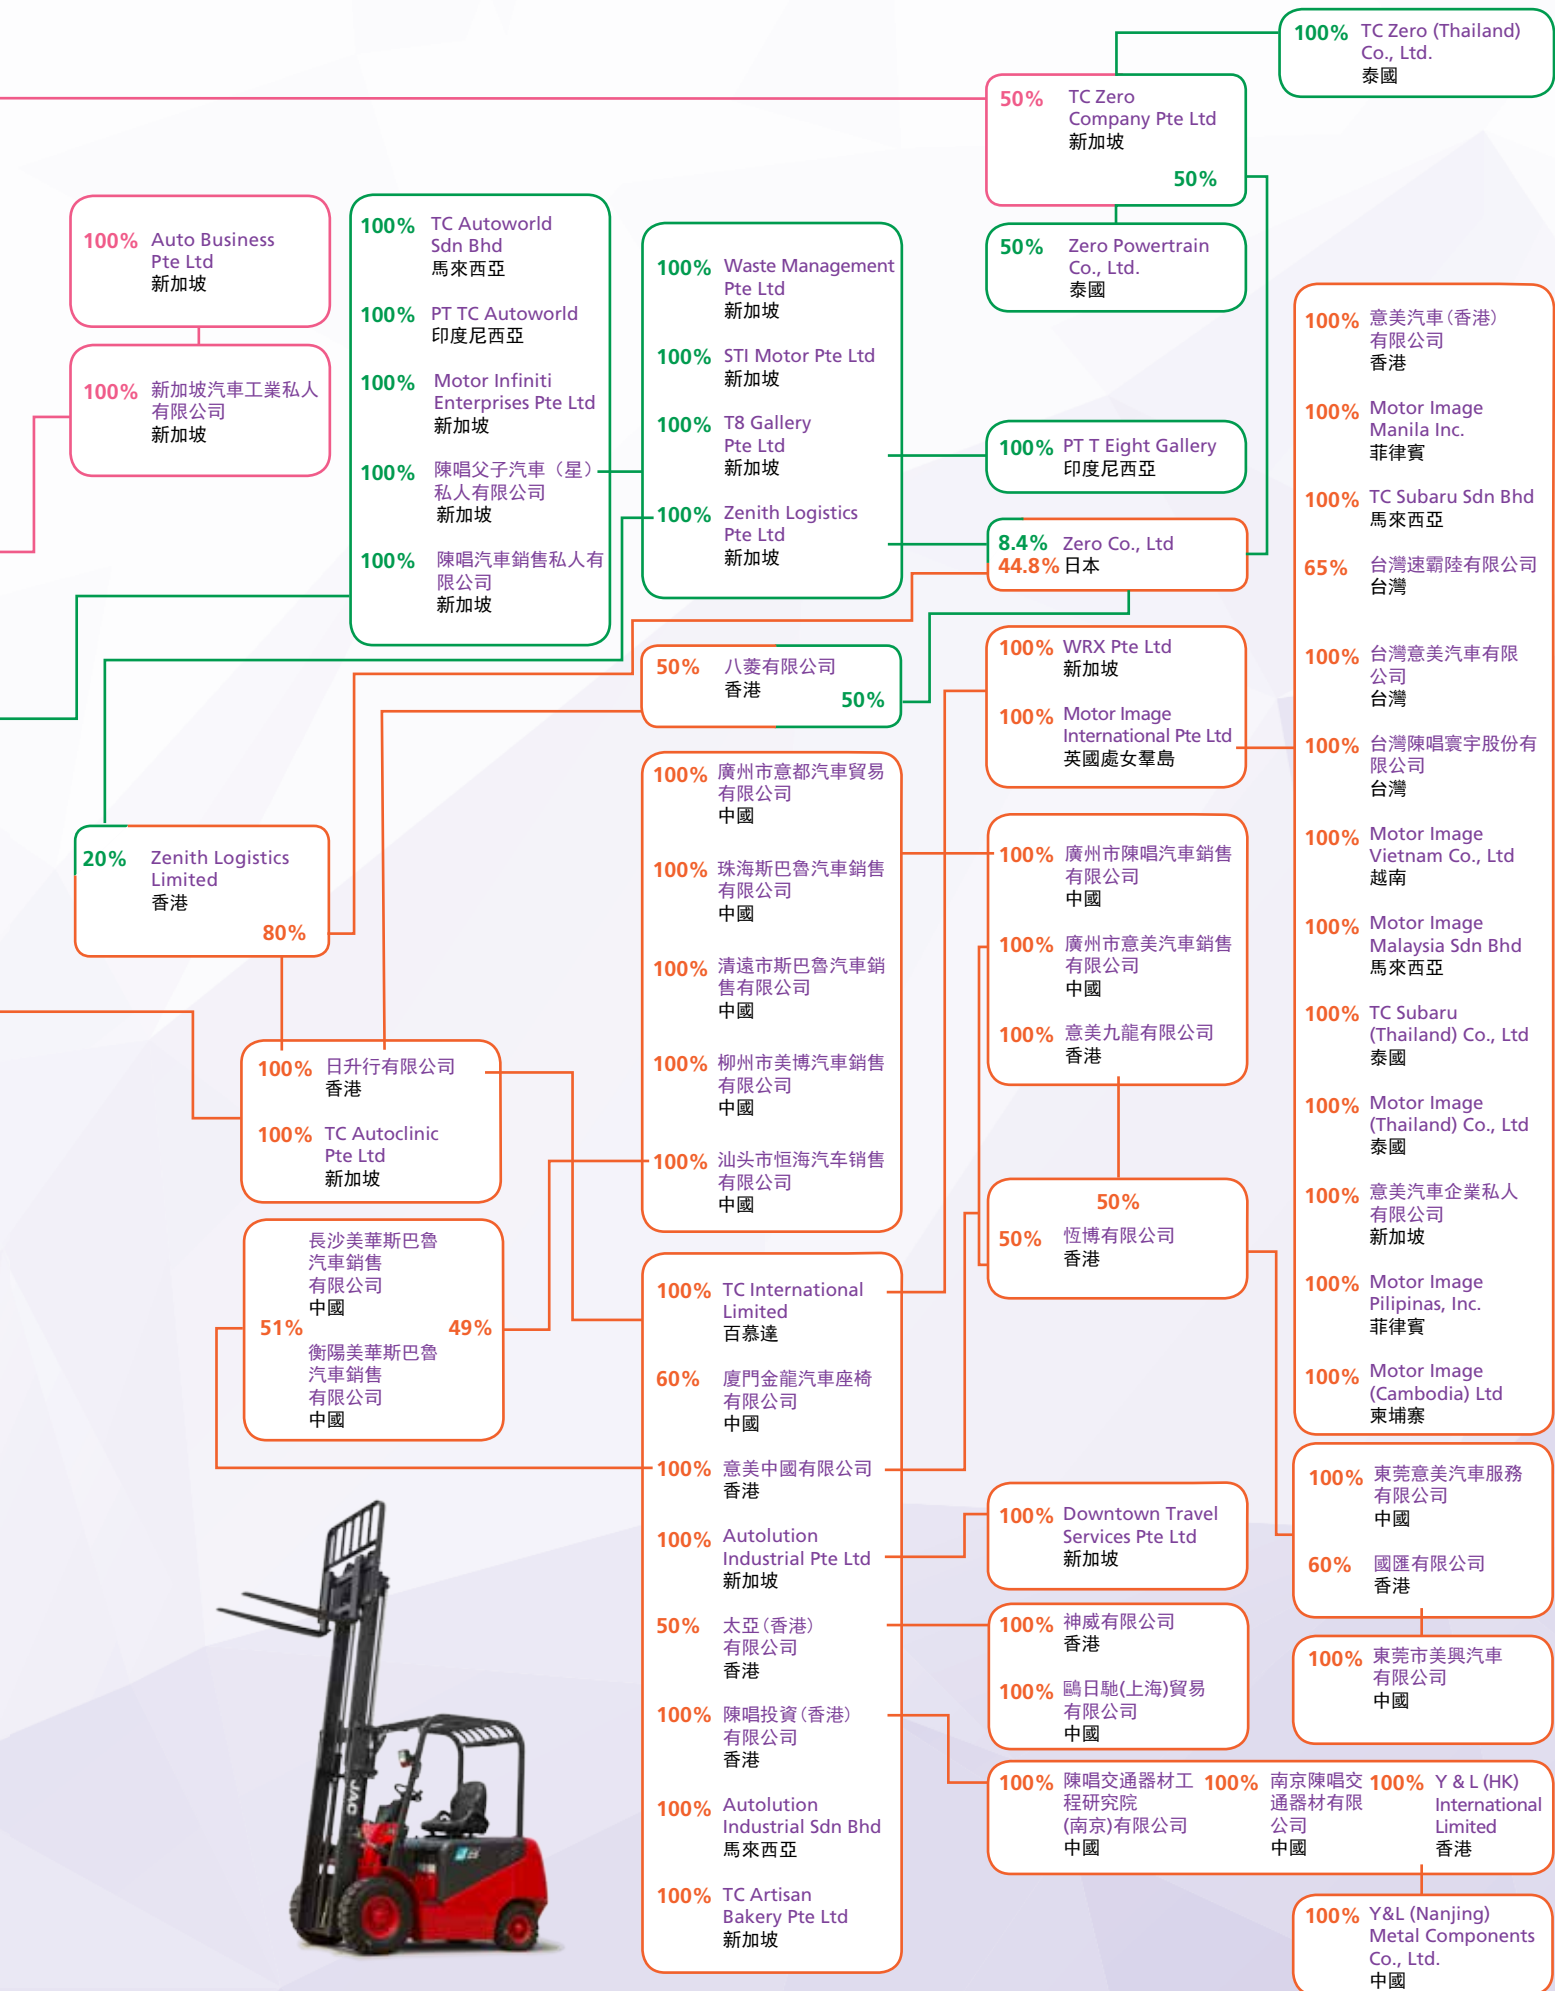 100% TC Zero (Thailand)
Co., Ltd.
泰國
50% TC Zero
Company Pte Ltd
新加坡
50%
50% Zero Powertrain
Co., Ltd.
泰國
100% Auto Business
Pte Ltd
新加坡
100% 新加坡汽車工業私人
有限公司
新加坡
100% TC Autoworld
Sdn Bhd
馬來西亞
100% PT TC Autoworld
印度尼西亞
100% Motor Infiniti
Enterprises Pte Ltd
新加坡
100% 陳唱父子汽車（星）
私人有限公司
新加坡
100% 陳唱汽車銷售私人有
限公司
新加坡
100% Waste Management
Pte Ltd
新加坡
100% STI Motor Pte Ltd
新加坡
100% T8 Gallery
Pte Ltd
新加坡
100% Zenith Logistics
Pte Ltd
新加坡
100% PT T Eight Gallery
印度尼西亞
8.4% Zero Co., Ltd
44.8% 日本
50% 八菱有限公司
香港
50%
100% WRX Pte Ltd
新加坡
100% Motor Image
International Pte Ltd
英國處女羣島
20% Zenith Logistics
Limited
香港
80%
100% 日升行有限公司
香港
100% TC Autoclinic
Pte Ltd
新加坡
長沙美華斯巴魯
汽車銷售
有限公司
中國
51% 49%
衡陽美華斯巴魯
汽車銷售
有限公司
中國
100% 廣州市意都汽車貿易
有限公司
中國
100% 珠海斯巴魯汽車銷售
有限公司
中國
100% 清遠市斯巴魯汽車銷
售有限公司
中國
100% 柳州市美博汽車銷售
有限公司
中國
100% 汕头市恒海汽车销售
有限公司
中國
100% 廣州市陳唱汽車銷售
有限公司
中國
100% 廣州市意美汽車銷售
有限公司
中國
100% 意美九龍有限公司
香港
50%
50% 恆博有限公司
香港
100% TC International
Limited
百慕達
60% 廈門金龍汽車座椅
有限公司
中國
100% 意美中國有限公司
香港
100% Autolution
Industrial Pte Ltd
新加坡
50% 太亞（香港）
有限公司
香港
100% 陳唱投資（香港）
有限公司
香港
100% Autolution
Industrial Sdn Bhd
馬來西亞
100% TC Artisan
Bakery Pte Ltd
新加坡
100% Downtown Travel
Services Pte Ltd
新加坡
100% 神威有限公司
香港
100% 鷗日馳(上海)貿易
有限公司
中國
100% 陳唱交通器材工
程研究院
(南京)有限公司
中國
100% 南京陳唱交
通器材有限
公司
中國
100% Y & L (HK)
International
Limited
香港
100% Y&L (Nanjing)
Metal Components
Co., Ltd.
中國
100% 意美汽車（香港）
有限公司
香港
100% Motor Image
Manila Inc.
菲律賓
100% TC Subaru Sdn Bhd
馬來西亞
65% 台灣速霸陸有限公司
台灣
100% 台灣意美汽車有限
公司
台灣
100% 台灣陳唱寰宇股份有
限公司
台灣
100% Motor Image
Vietnam Co., Ltd
越南
100% Motor Image
Malaysia Sdn Bhd
馬來西亞
100% TC Subaru
(Thailand) Co., Ltd
泰國
100% Motor Image
(Thailand) Co., Ltd
泰國
100% 意美汽車企業私人
有限公司
新加坡
100% Motor Image
Pilipinas, Inc.
菲律賓
100% Motor Image
(Cambodia) Ltd
柬埔寨
100% 東莞意美汽車服務
有限公司
中國
60% 國匯有限公司
香港
100% 東莞市美興汽車
有限公司
中國
JAC